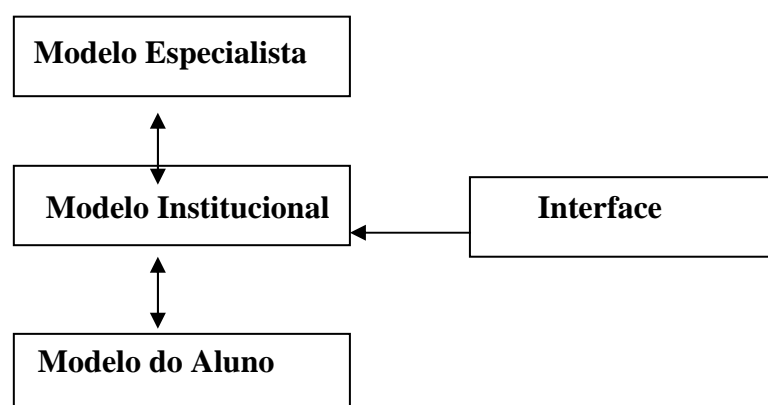 Modelo Especialista
Modelo Institucional
Interface
Modelo do Aluno